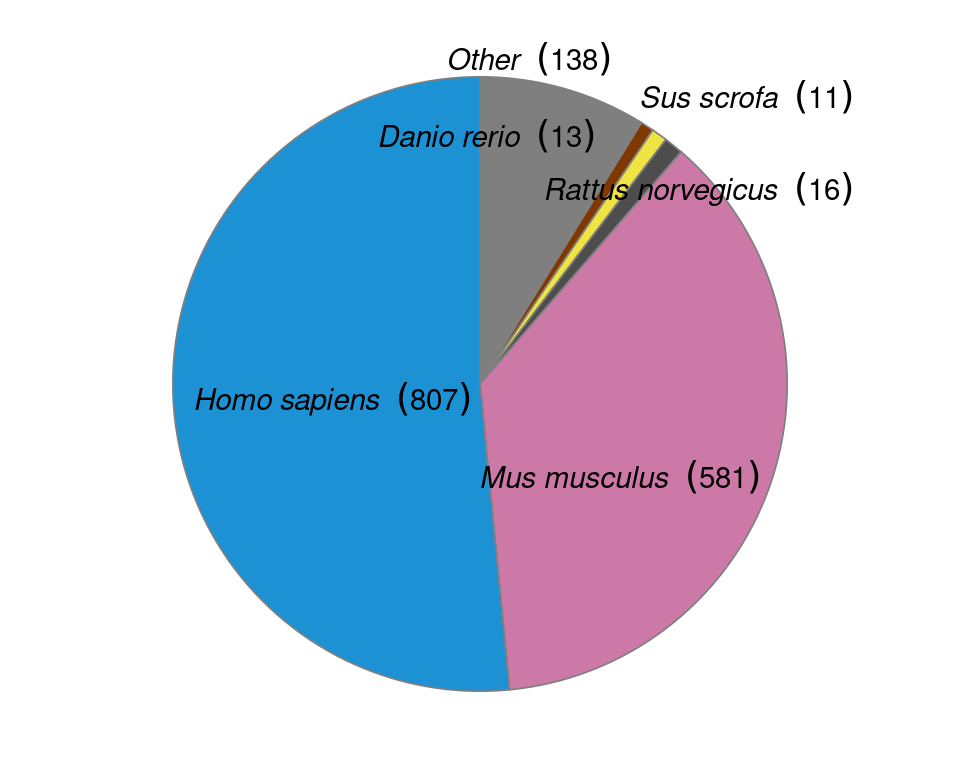 Other (138)
Sus scrofa (11)
Danio rerio (13)
Rattus norvegicus (16)
Homo sapiens (807)
Mus musculus (581)